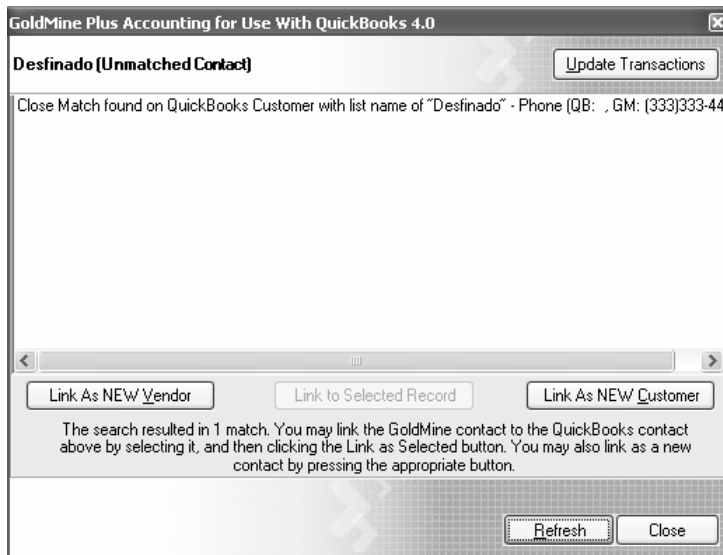 GoldMine Plus Accounting for Use With QuickBooks 4.0
Desfinado (Unmatched Contact)
Update Transactions
Close Match found on QuickBooks Customer with list name of "Desfinado" - Phone (QB: , GM: (333)333-44
Link As NEW Vendor
Link to Selected Record
Link As NEW Customer
The search resulted in 1 match. You may link the GoldMine contact to the QuickBooks contact
above by selecting it, and then clicking the Link as Selected button. You may also link as a new
contact by pressing the appropriate button.
Refresh
Close